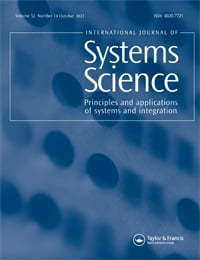 Volume 52 Number 14 October 2021
ISSN 0020-7721
INTERNATIONAL JOURNAL OF
Systems
Science
Principles and applications
of systems and integration
Taylor & Francis
Taylor & Francis Group